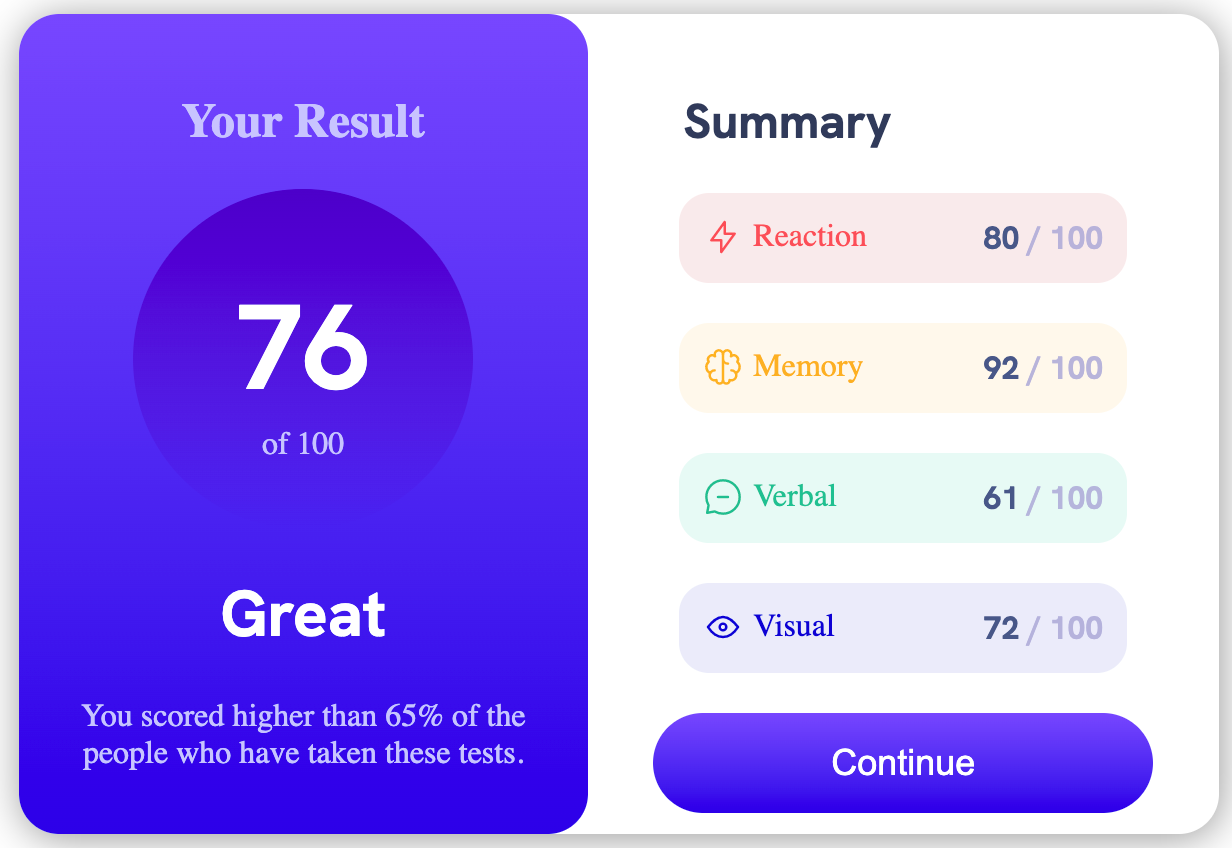 Your Result
76
of 100
Great
You scored higher than 65% of the
people who have taken these tests.
Summary
Reaction 80 / 100
Memory 92 / 100
Verbal 61 / 100
Visual 72 / 100
Continue